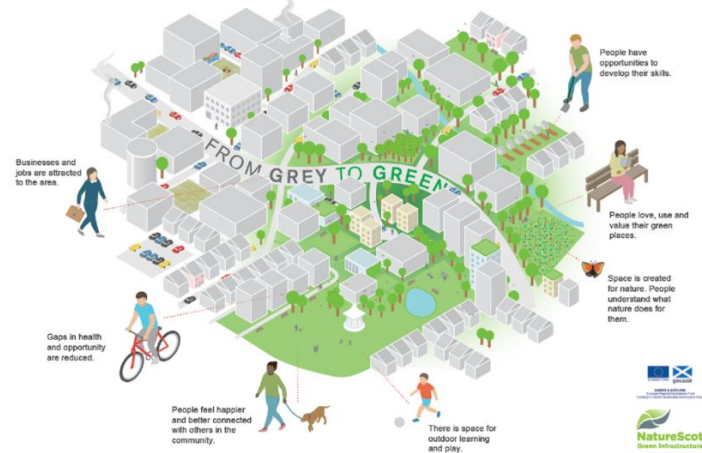 People have
opportunities to
develop their skills.
FROM GREY TO GREEN
Businesses and
jobs are attracted
to the area.
People love, use and
value their green
places.
Space is created
for nature. People
understand what
nature does for
them.
Gaps in health
and opportunity
are reduced.
People feel happier
and better connected
with others in the
community.
There is space for
outdoor learning
and play.
gov.scot
NatureScot
Green Infrastructure